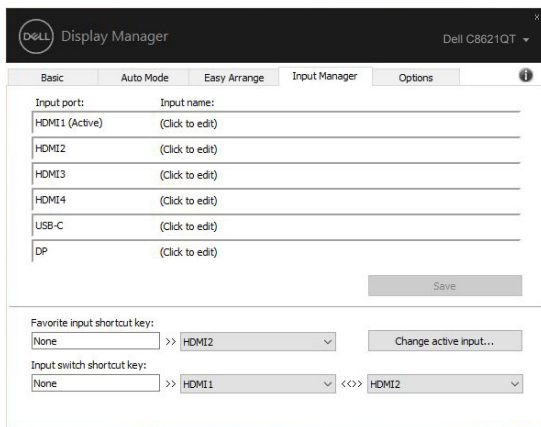 DELL Display Manager
x
Dell C8621QT
Basic Auto Mode Easy Arrange Input Manager Options i
Input port: Input name:
HDMI1 (Active) (Click to edit)
HDMI2 (Click to edit)
HDMI3 (Click to edit)
HDMI4 (Click to edit)
USB-C (Click to edit)
DP (Click to edit)
Save
Favorite input shortcut key:
None >> HDMI2 Change active input...
Input switch shortcut key:
None >> HDMI1 <<>> HDMI2